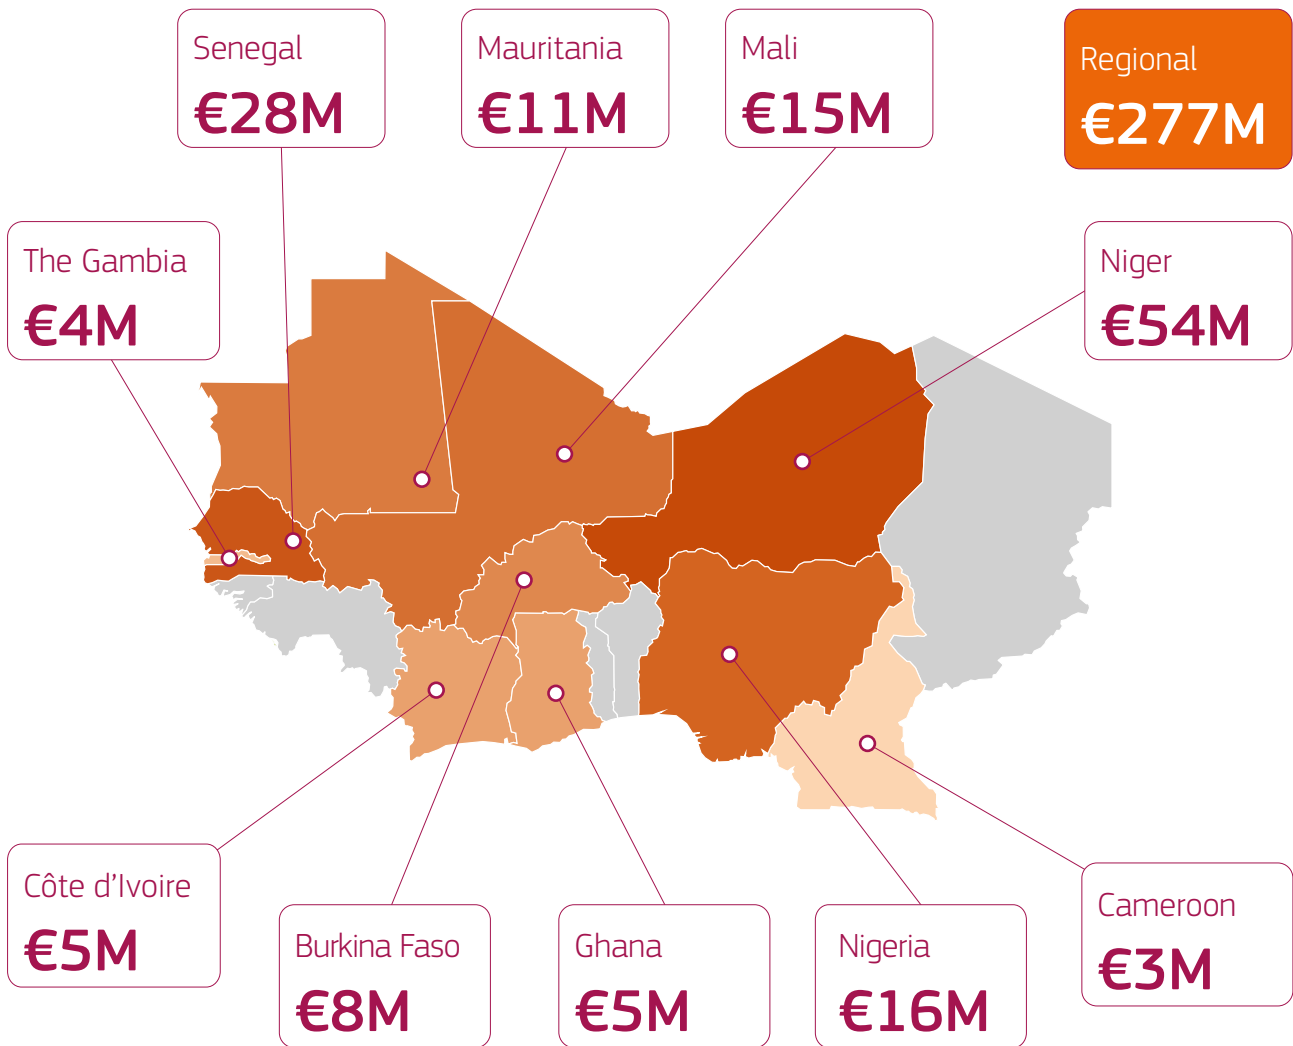 Senegal
€28M
Mauritania
€11M
Mali
€15M
Regional
€277M
The Gambia
€4M
Niger
€54M
Côte d’Ivoire
€5M
Burkina Faso
€8M
Ghana
€5M
Nigeria
€16M
Cameroon
€3M